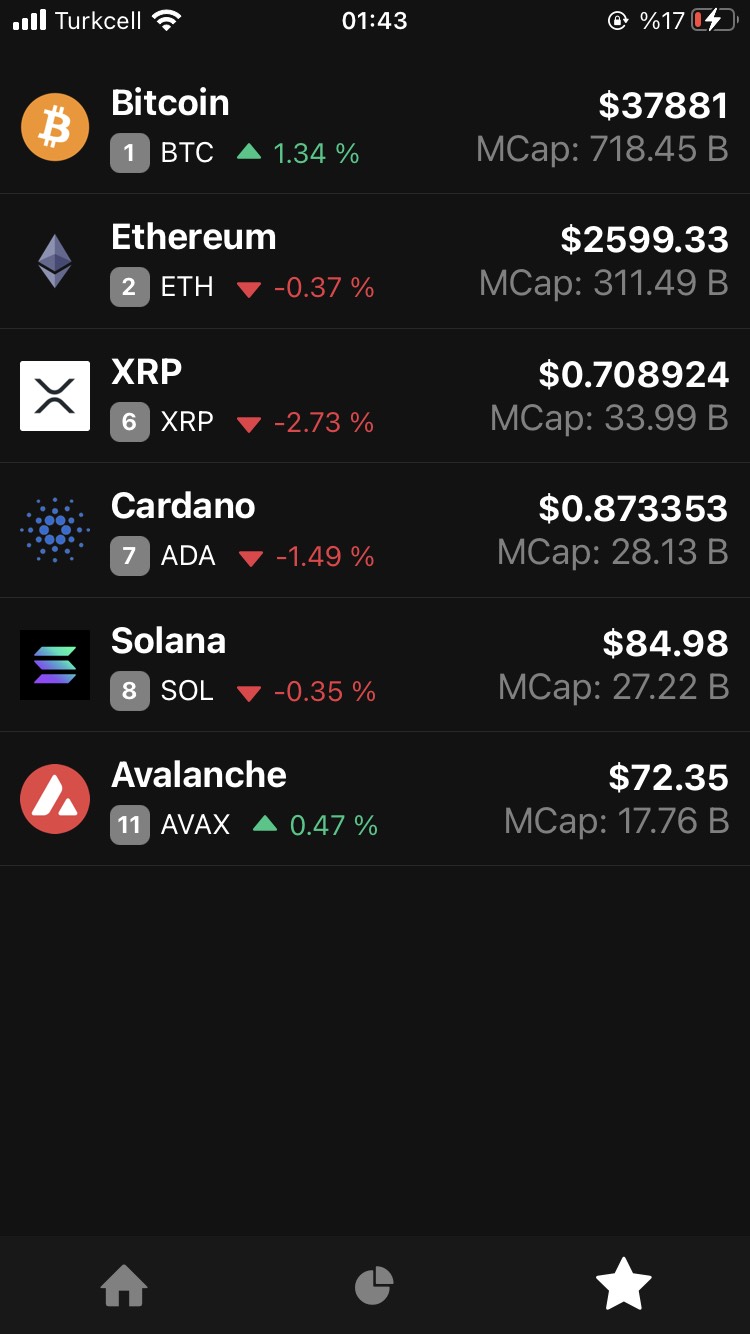 Turkcell 01:43 %17
Bitcoin $37881
1 BTC 1.34 % MCap: 718.45 B
Ethereum $2599.33
2 ETH -0.37 % MCap: 311.49 B
XRP $0.708924
6 XRP -2.73 % MCap: 33.99 B
Cardano $0.873353
7 ADA -1.49 % MCap: 28.13 B
Solana $84.98
8 SOL -0.35 % MCap: 27.22 B
Avalanche $72.35
11 AVAX 0.47 % MCap: 17.76 B